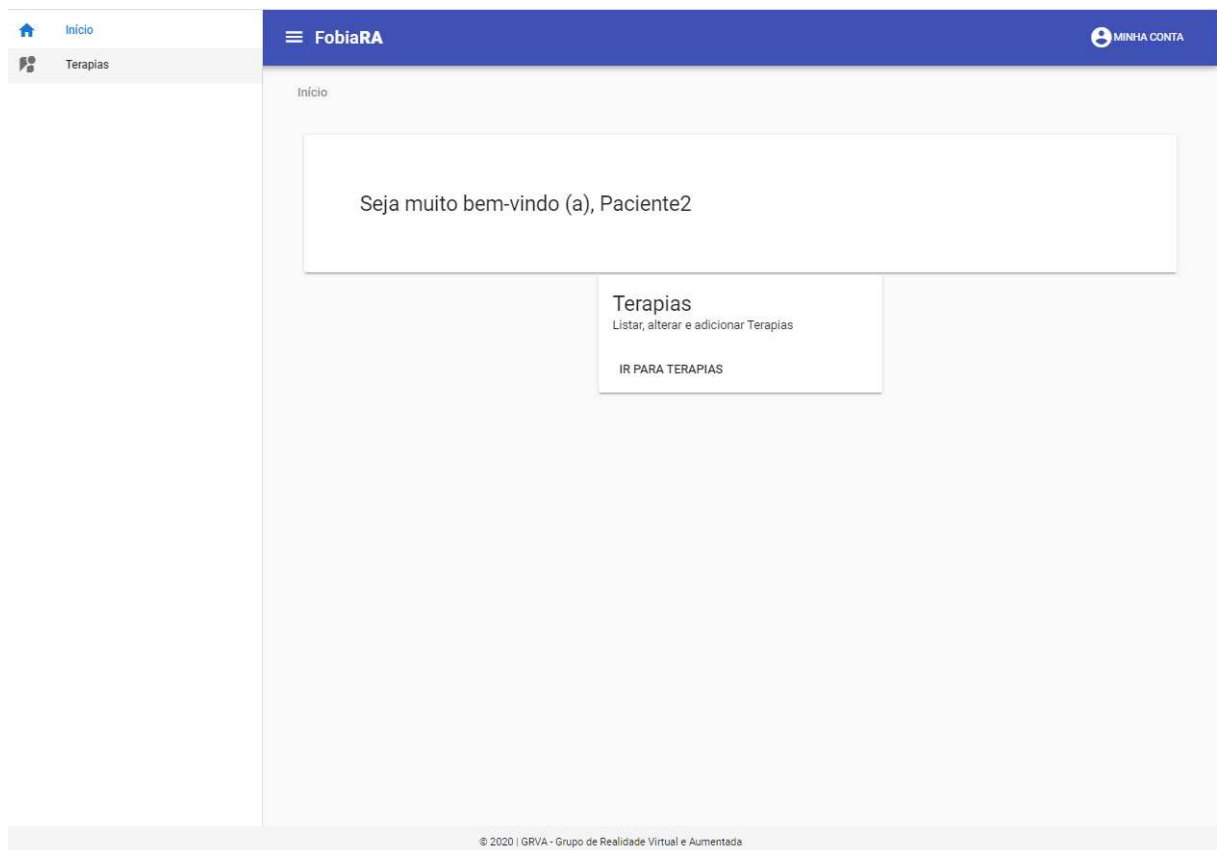 Início
Terapias
FobiaRA
MINHA CONTA
Início
Seja muito bem-vindo (a), Paciente2
Terapias
Listar, alterar e adicionar Terapias
IR PARA TERAPIAS
© 2020 | GRVA - Grupo de Realidade Virtual e Aumentada